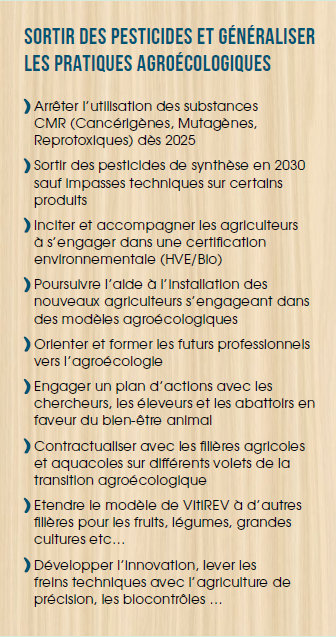 SORTIR DES PESTICIDES ET GÉNÉRALISER
LES PRATIQUES AGROÉCOLOGIQUES
Arrêter l'utilisation des substances
CMR (Cancérigènes, Mutagènes,
Reprotoxiques) dès 2025
Sortir des pesticides de synthèse en 2030
sauf impasses techniques sur certains
produits
Inciter et accompagner les agriculteurs
à s'engager dans une certification
environnementale (HVE/Bio)
Poursuivre l'aide à l'installation des
nouveaux agriculteurs s'engageant dans
des modèles agroécologiques
Orienter et former les futurs professionnels
vers l'agroécologie
Engager un plan d'actions avec les
chercheurs, les éleveurs et les abattoirs en
faveur du bien-être animal
Contractualiser avec les filières agricoles
et aquacoles sur différents volets de la
transition agroécologique
Etendre le modèle de VitiREV à d'autres
filières pour les fruits, légumes, grandes
cultures etc...
Développer l'innovation, lever les
freins techniques avec l'agriculture de
précision, les biocontrôles ...